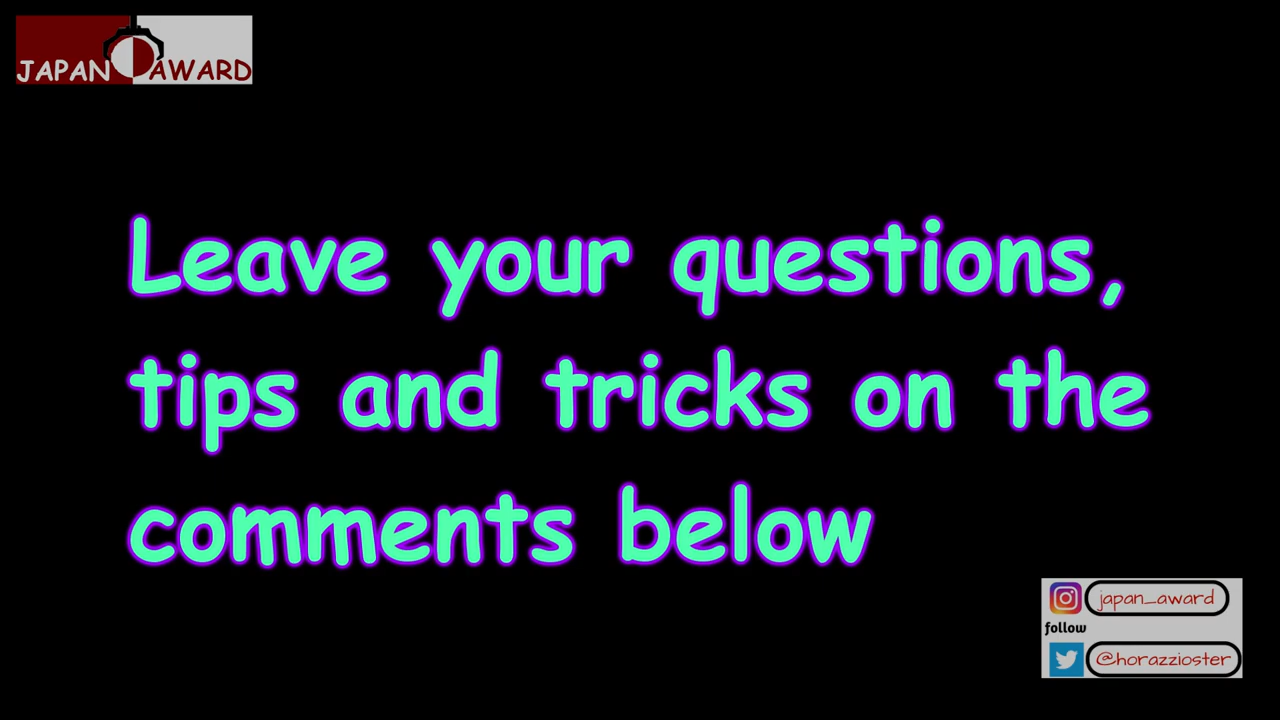 JAPAN AWARD
Leave your questions,
tips and tricks on the
comments below
japan_award
follow
@horazzioster